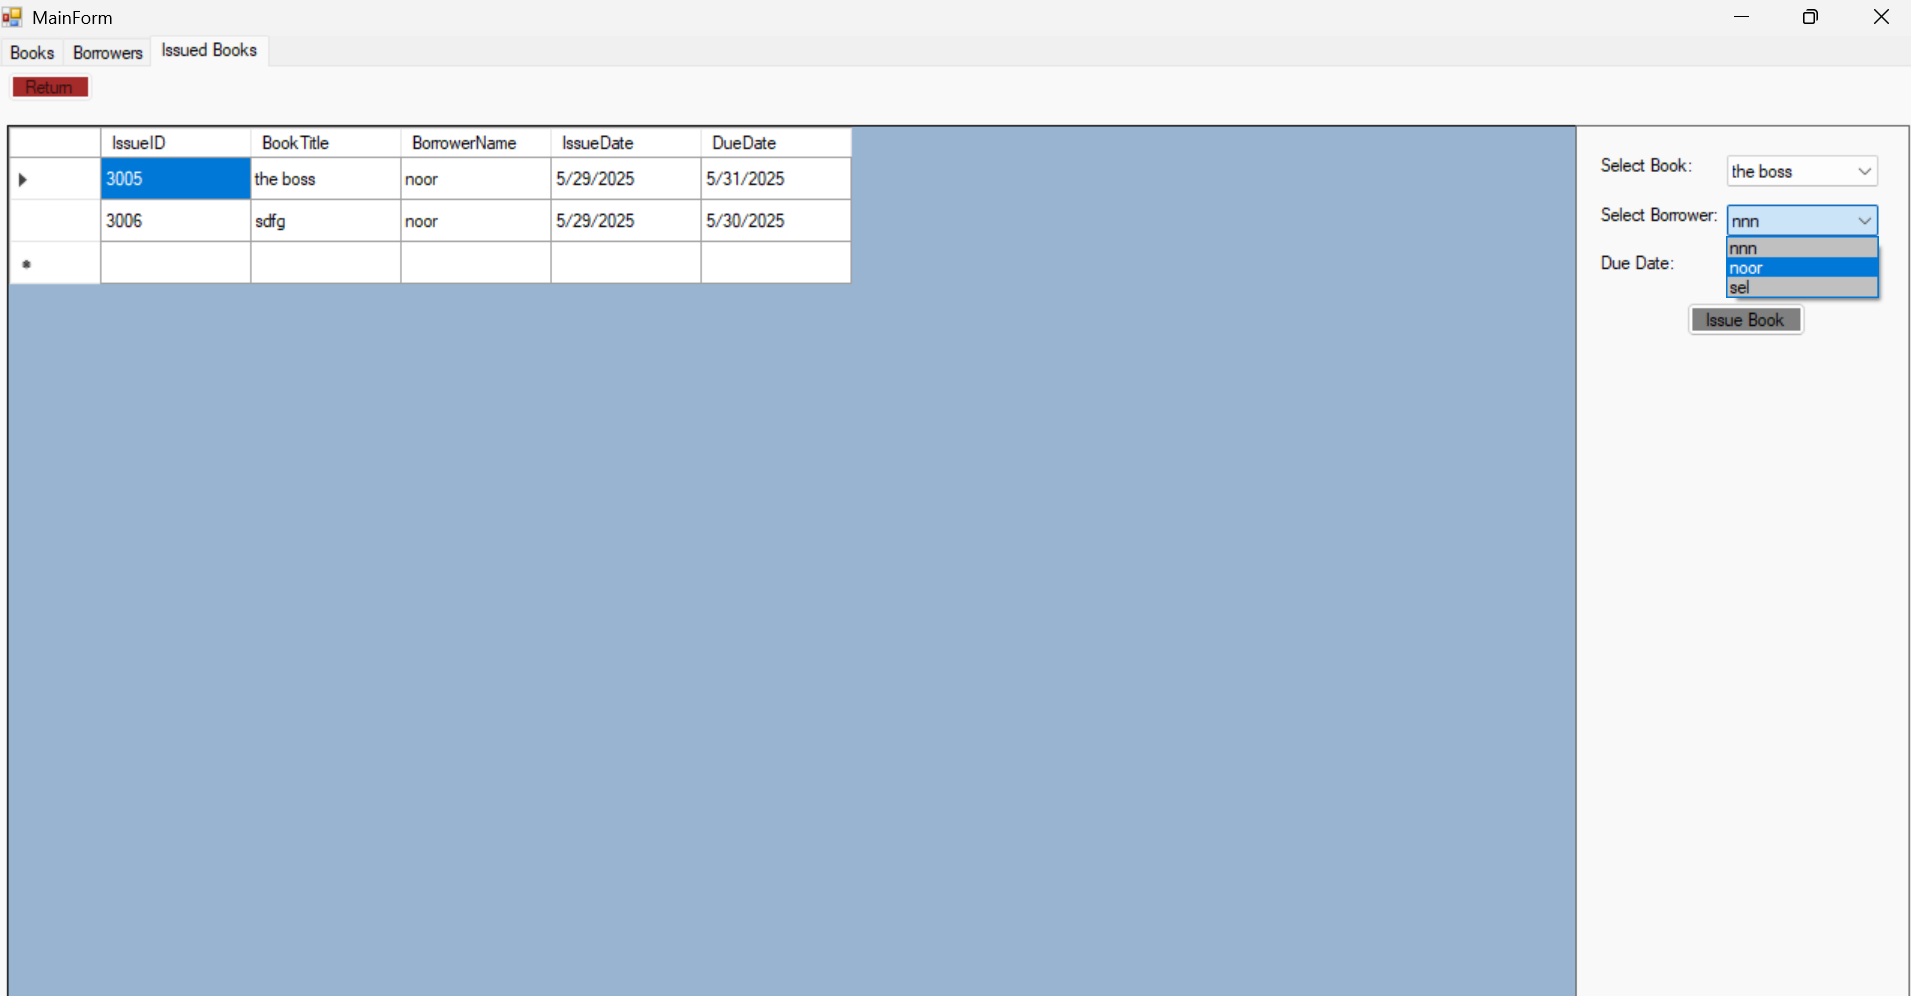 MainForm
Books Borrowers Issued Books
Return
IssueID BookTitle BorrowerName IssueDate DueDate
3005 the boss noor 5/29/2025 5/31/2025
3006 sdfg noor 5/29/2025 5/30/2025
Select Book: the boss
Select Borrower: nnn
nnn
Due Date: noor
sel
Issue Book